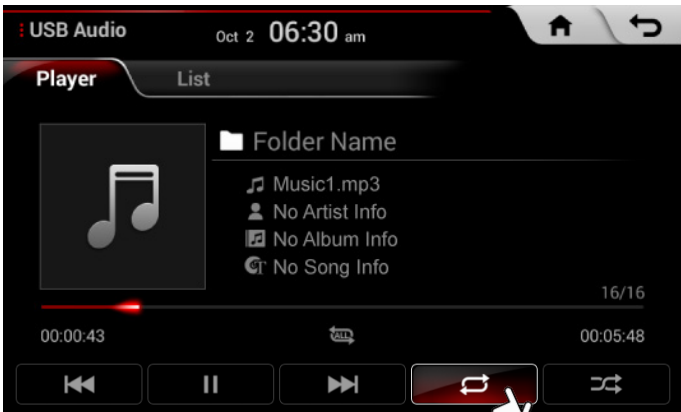 USB Audio
Oct 2 06:30 am
Player
List
Folder Name
Music1.mp3
No Artist Info
No Album Info
No Song Info
16/16
00:00:43
ALL
00:05:48